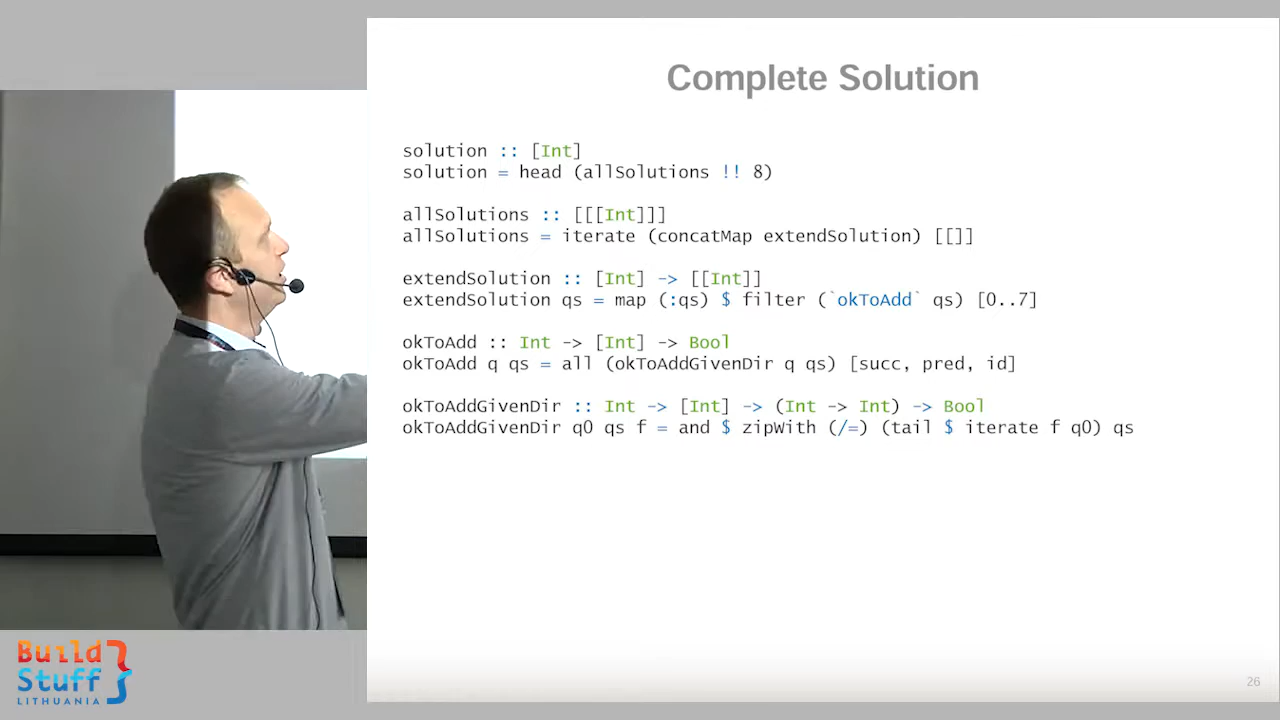 Complete Solution
solution :: [Int]
solution = head (allSolutions !! 8)
allSolutions :: [[[Int]]]
allSolutions = iterate (concatMap extendSolution) [[]]
extendSolution :: [Int] -> [[Int]]
extendSolution qs = map (:qs) $ filter (`okToAdd` qs) [0..7]
okToAdd :: Int -> [Int] -> Bool
okToAdd q qs = all (okToAddGivenDir q qs) [succ, pred, id]
okToAddGivenDir :: Int -> [Int] -> (Int -> Int) -> Bool
okToAddGivenDir q0 qs f = and $ zipWith (/=) (tail $ iterate f q0) qs
26
Build
Stuff
LITHUANIA